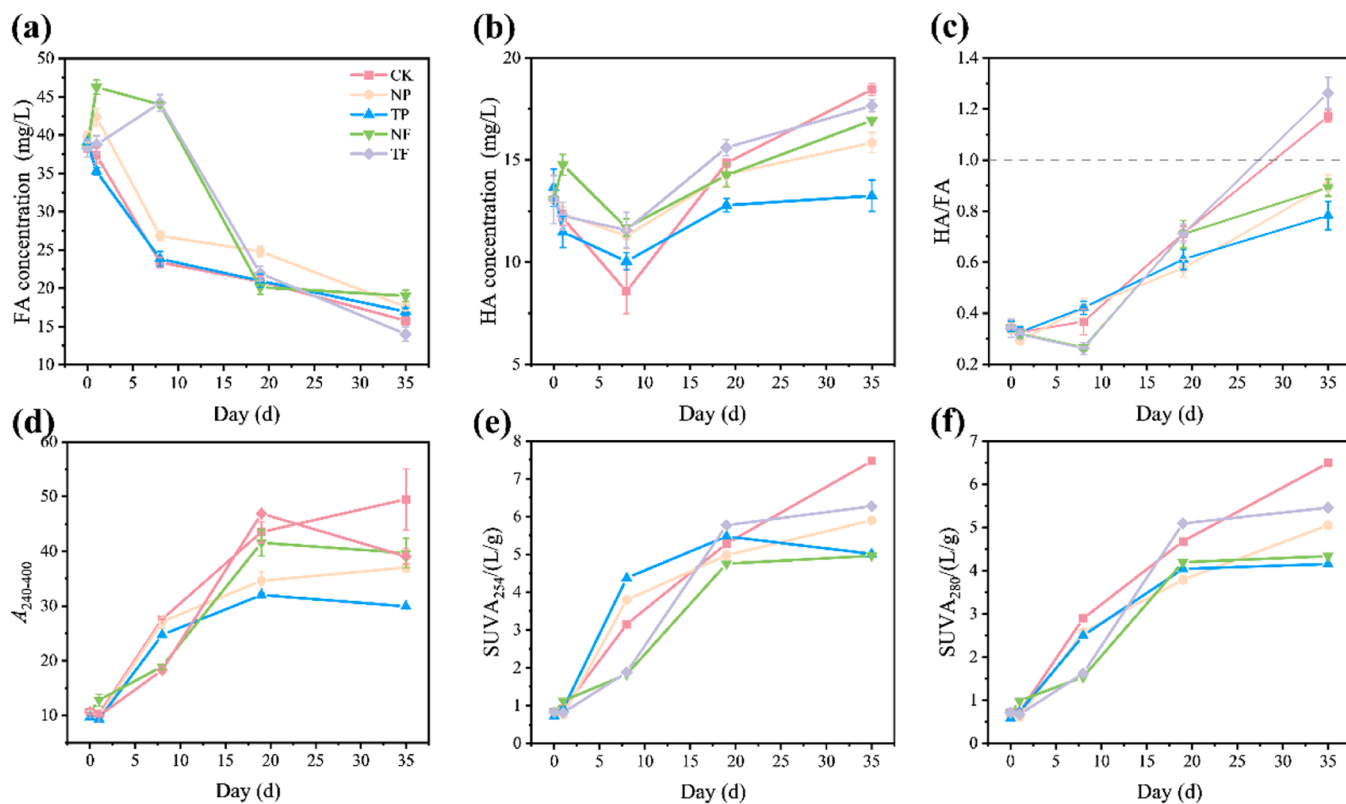 (a)
FA concentration (mg/L)
50
45
40
35
30
25
20
15
10
CK
NP
TP
NF
TF
0 5 10 15 20 25 30 35
Day (d)
(b)
HA concentration (mg/L)
20
15
10
5
0 5 10 15 20 25 30 35
Day (d)
(c)
HA/FA
1.4
1.2
1.0
0.8
0.6
0.4
0.2
0 5 10 15 20 25 30 35
Day (d)
(d)
A240-400
60
50
40
30
20
10
0 5 10 15 20 25 30 35
Day (d)
(e)
SUVA254/(L/g)
8
7
6
5
4
3
2
1
0
0 5 10 15 20 25 30 35
Day (d)
(f)
SUVA280/(L/g)
7
6
5
4
3
2
1
0
0 5 10 15 20 25 30 35
Day (d)